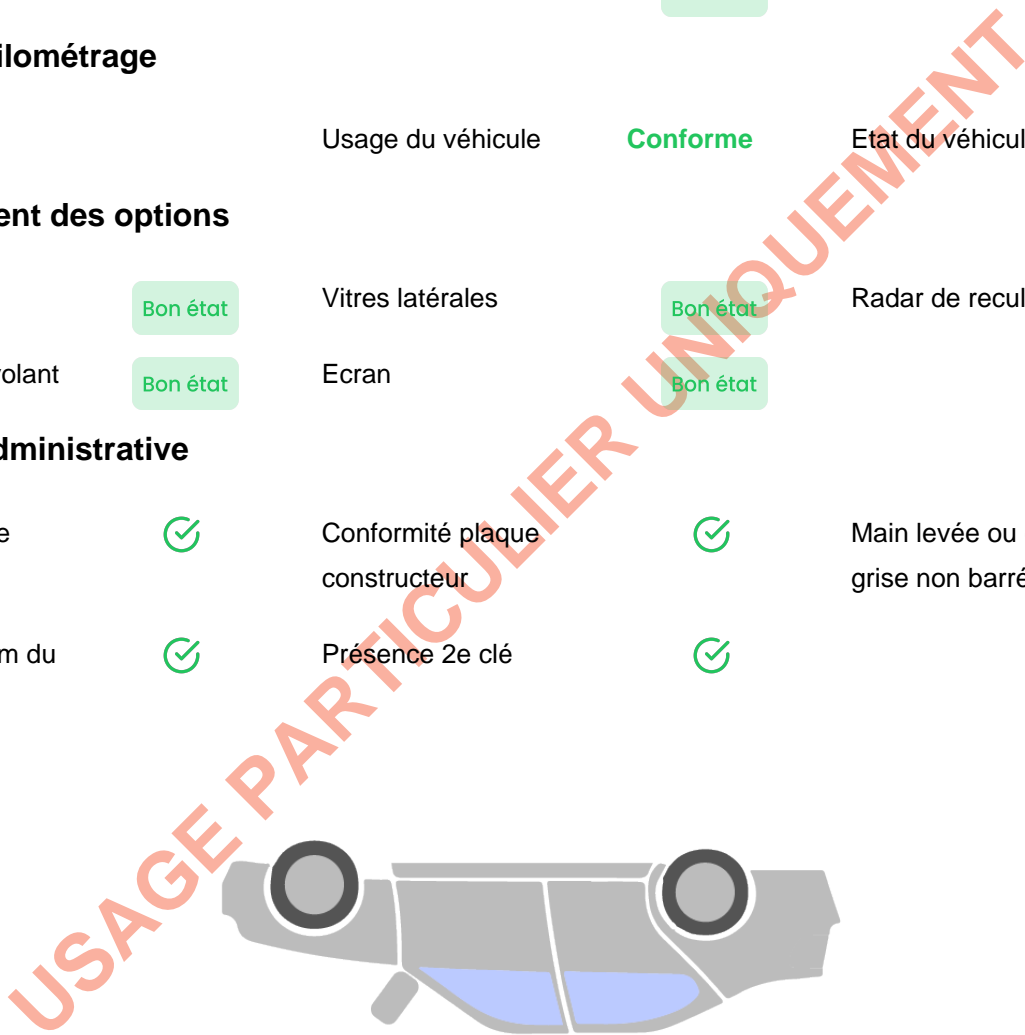 ilométrage
Usage du véhicule Conforme Etat du véhicul
ent des options
Bon état Vitres latérales Bon état Radar de recul
olant Bon état Ecran Bon état
dministrative
e Conformité plaque Main levée ou
constructeur grise non barré
m du Présence 2e clé
USAGE PARTICULIER UNIQUEMENT